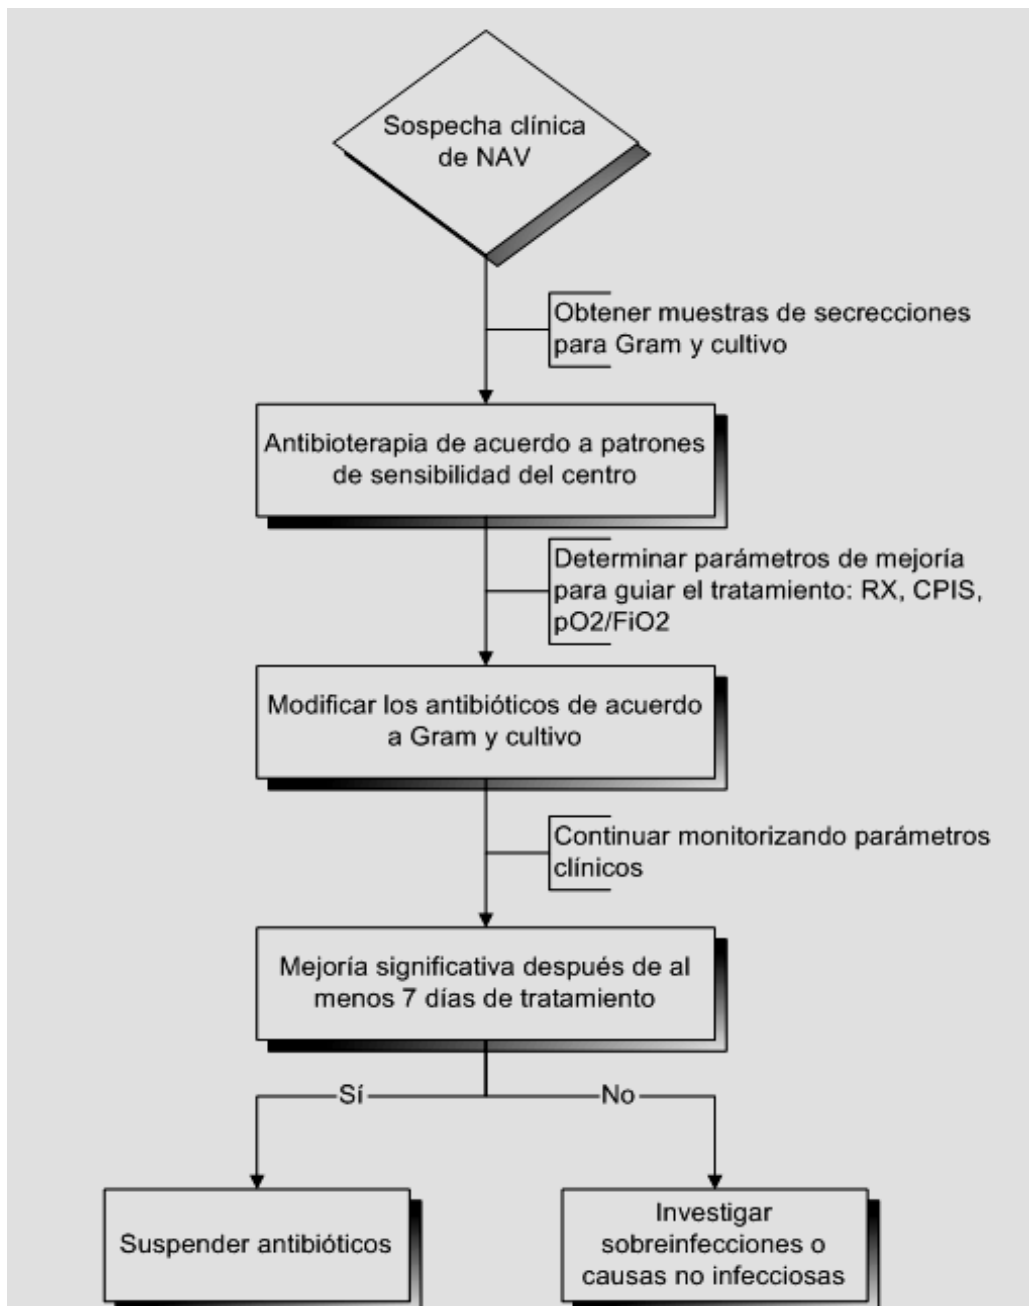 Sospecha clínica
de NAV
Obtener muestras de secrecciones
para Gram y cultivo
Antibioterapia de acuerdo a patrones
de sensibilidad del centro
Determinar parámetros de mejoría
para guiar el tratamiento: RX, CPIS,
pO2/FiO2
Modificar los antibióticos de acuerdo
a Gram y cultivo
Continuar monitorizando parámetros
clínicos
Mejoría significativa después de al
menos 7 días de tratamiento
Sí
No
Suspender antibióticos
Investigar
sobreinfecciones o
causas no infecciosas